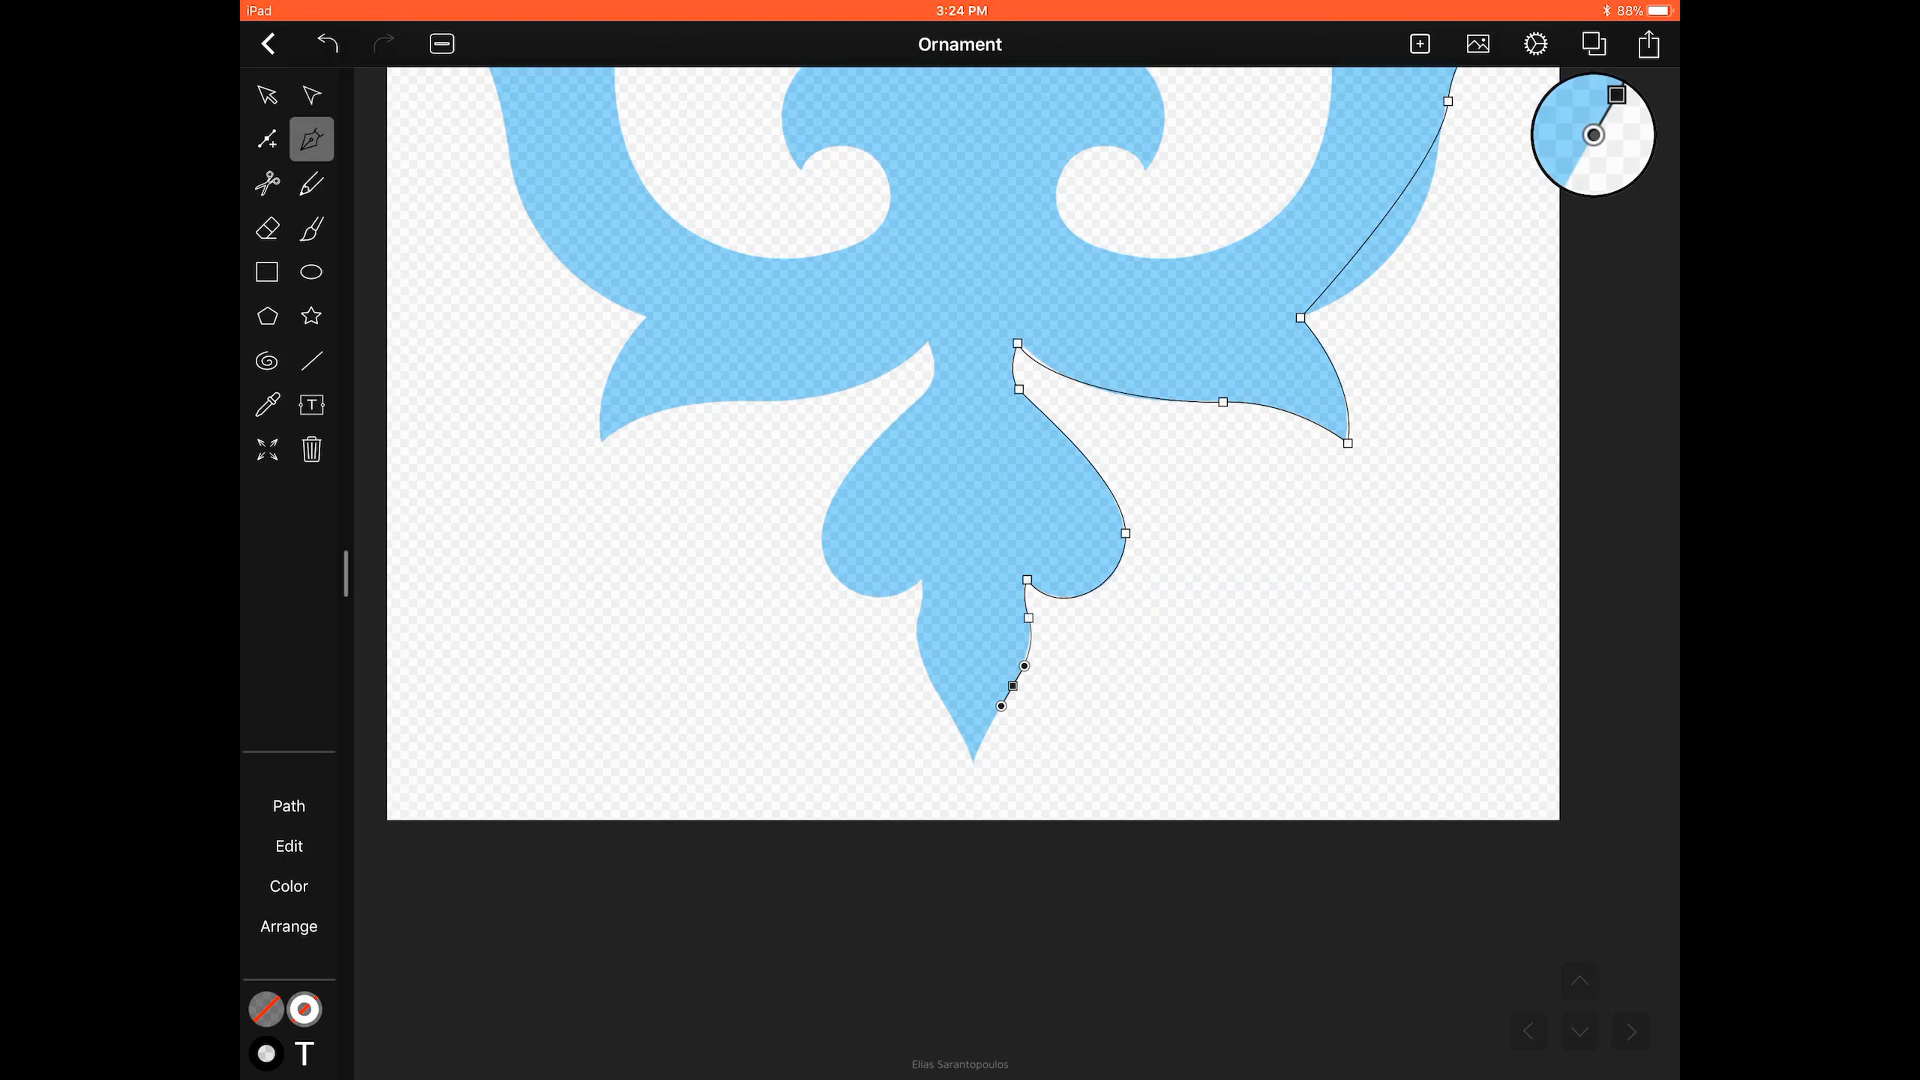 iPad
3:24 PM
88%
Ornament
T
Path
Edit
Color
Arrange
T
Elias Sarantopoulos